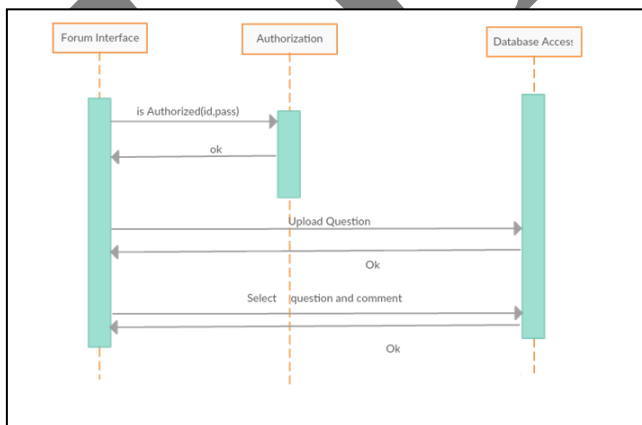 Forum Interface
Authorization
Database Access
is Authorized(id,pass)
ok
Upload Question
Ok
Select question and comment
Ok